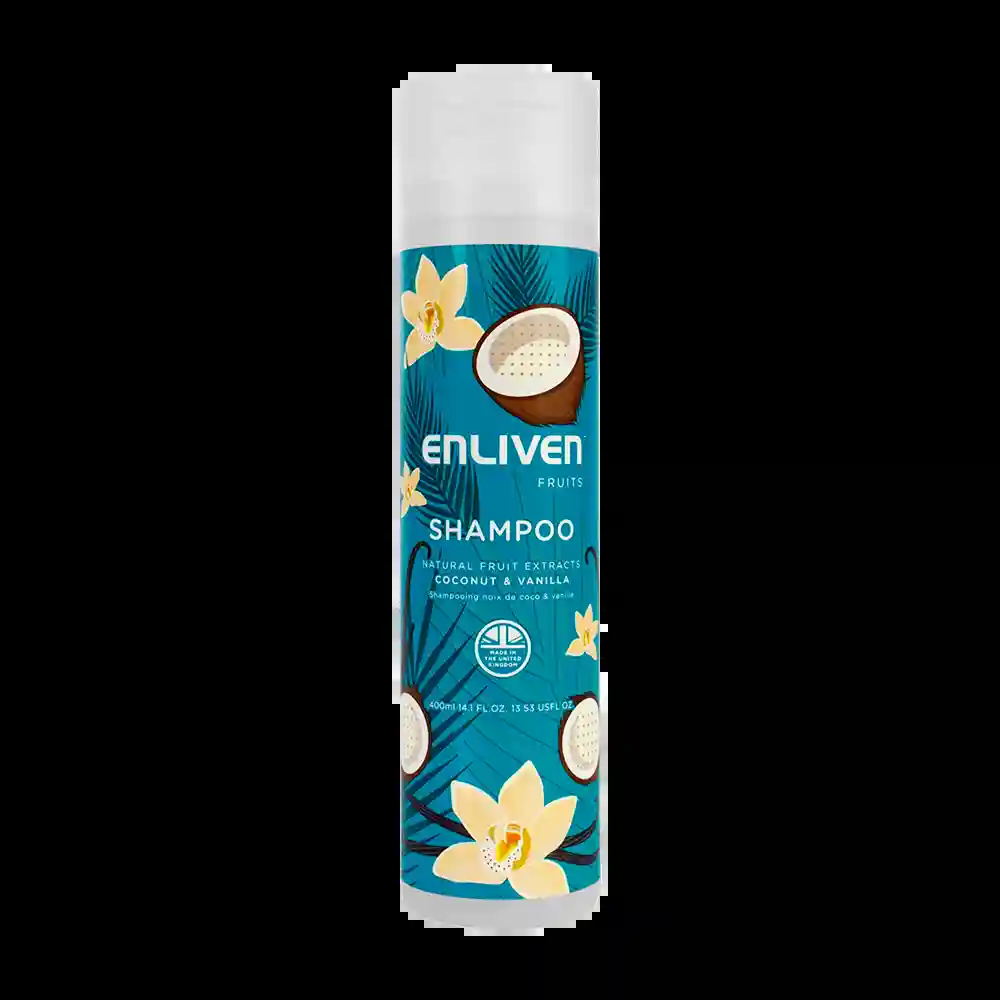 ENLIVEN
FRUITS
SHAMPOO
NATURAL FRUIT EXTRACTS
COCONUT & VANILLA
Shampooing noix de coco & vanille
MADE IN
THE UNITED
KINGDOM
400ml 14.1 FL.OZ. 13 53 USFL OZ.